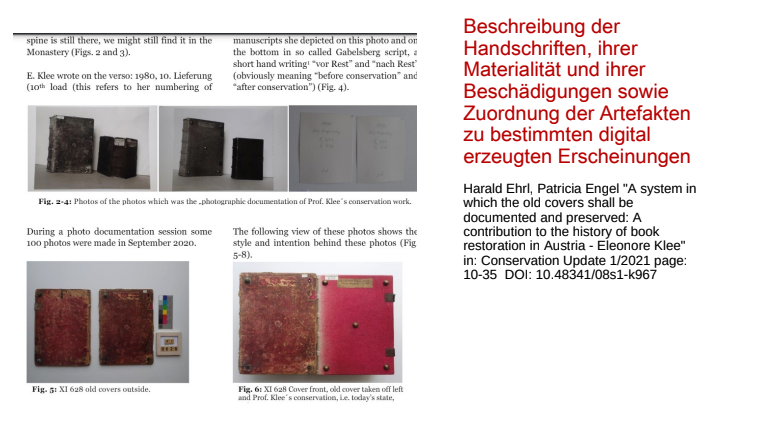 spine is still there, we might still find it in the
Monastery (Figs. 2 and 3).
E. Klee wrote on the verso: 1980, 10. Lieferung
(10th load (this refers to her numbering of
manuscripts she depicted on this photo and on
the bottom in so called Gabelsberg script, a
short hand writing¹ “vor Rest” and “nach Rest”
(obviously meaning “before conservation” and
“after conservation”) (Fig. 4).
Fig. 2-4: Photos of the photos which was the „photographic documentation of Prof. Klee´s conservation work.
During a photo documentation session some
100 photos were made in September 2020.
The following view of these photos shows the
style and intention behind these photos (Fig
5-8).
Fig. 5: XI 628 old covers outside.
Fig. 6: XI 628 Cover front, old cover taken off left
and Prof. Klee´s conservation, i.e. today’s state,
Beschreibung der
Handschriften, ihrer
Materialität und ihrer
Beschädigungen sowie
Zuordnung der Artefakten
zu bestimmten digital
erzeugten Erscheinungen
Harald Ehrl, Patricia Engel "A system in
which the old covers shall be
documented and preserved: A
contribution to the history of book
restoration in Austria - Eleonore Klee"
in: Conservation Update 1/2021 page:
10-35 DOI: 10.48341/08s1-k967